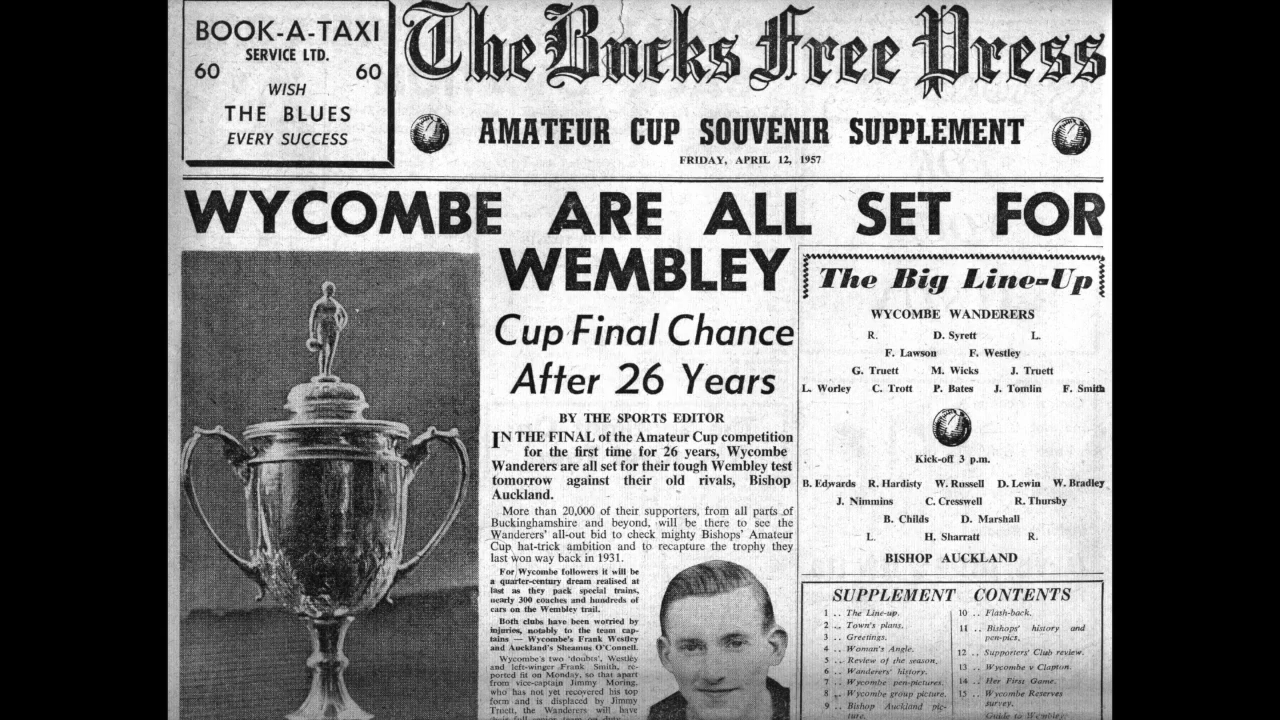 BOOK-A-TAXI
SERVICE LTD.
60 60
WISH
THE BLUES
EVERY SUCCESS
The Bucks Free Press
AMATEUR CUP SOUVENIR SUPPLEMENT
FRIDAY, APRIL 12, 1957
WYCOMBE ARE ALL SET FOR
WEMBLEY
Cup Final Chance
After 26 Years
BY THE SPORTS EDITOR
IN THE FINAL of the Amateur Cup competition
for the first time for 26 years, Wycombe
Wanderers are all set for their tough Wembley test
tomorrow against their old rivals, Bishop
Auckland.
More than 20,000 of their supporters, from all parts of
Buckinghamshire and beyond, will be there to see the
Wanderers' all-out bid to check mighty Bishops' Amateur
Cup hat-trick ambition and to recapture the trophy they
last won way back in 1931.
For Wycombe followers it will be
a quarter-century dream realised at
last as they pack special trains,
nearly 300 coaches and hundreds of
cars on the Wembley trail.
Both clubs have been worried by
injuries, notably to the team cap-
tains — Wycombe's Frank Westley
and Auckland's Sheamus O'Connell.
Wycombe's two 'doubts', Westley
and left-winger Frank Smith, re-
ported fit on Monday, so that apart
from vice-captain Jimmy Moring,
who has not yet recovered his top
form and is displaced by Jimmy
Truett, the Wanderers will have
The Big Line-Up
WYCOMBE WANDERERS
R. D. Syrett L.
F. Lawson F. Westley
G. Truett M. Wicks J. Truett
L. Worley C. Trott P. Bates J. Tomlin F. Smith
Kick-off 3 p.m.
B. Edwards R. Hardisty W. Russell D. Lewin W. Bradley
J. Nimmins C. Cresswell R. Thursby
B. Childs D. Marshall
L. H. Sharratt R.
BISHOP AUCKLAND
SUPPLEMENT CONTENTS
1 .. The Line-up.
2 .. Town's plans.
3 .. Greetings.
4 .. Woman's Angle.
5 .. Review of the season.
6 .. Wanderers' history.
7 .. Wycombe pen-pictures.
8 .. Wycombe group picture.
9 .. Bishop Auckland pic-
ture.
10 .. Flash-back.
11 .. Bishops' history and
pen-pics.
12 .. Supporters' Club review.
13 .. Wycombe v Clapton.
14 .. Her First Game.
15 .. Wycombe Reserves
survey.
Guide to Wembley